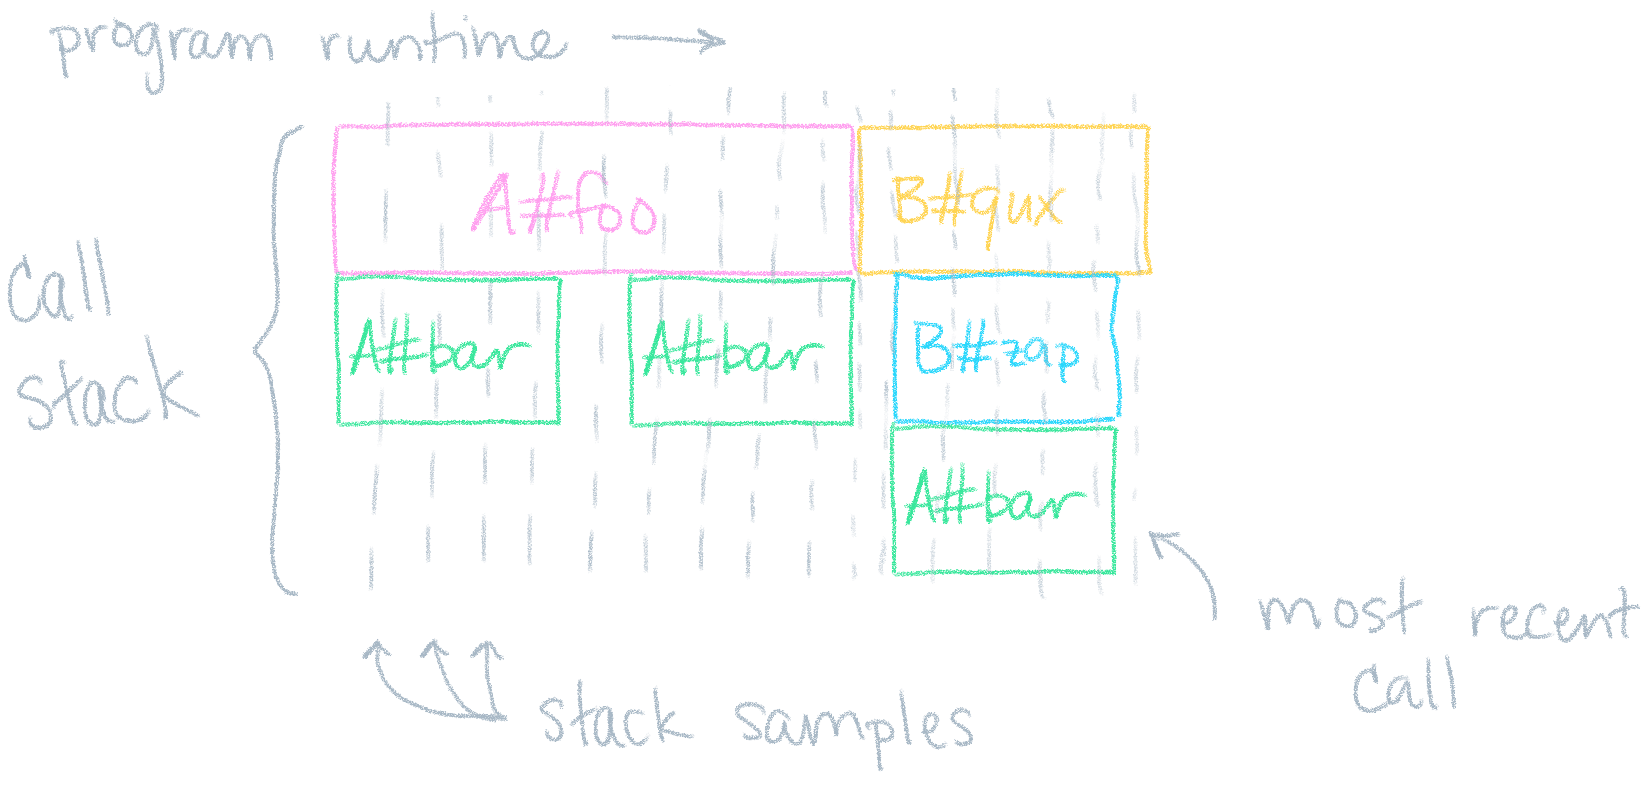 program runtime
A#foo
B#qux
call
stack
A#bar
A#bar
B#zap
A#bar
most recent
call
stack samples